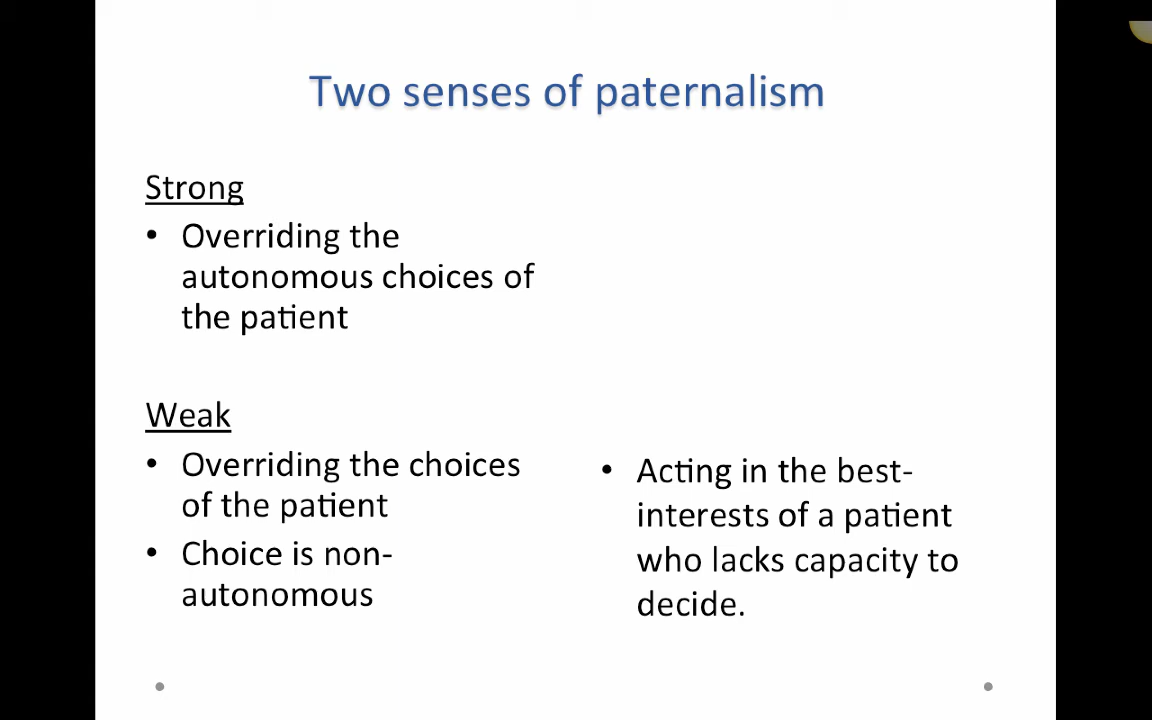 Two senses of paternalism
Strong
• Overriding the
autonomous choices of
the patient
Weak
• Overriding the choices
of the patient
• Choice is non-
autonomous
• Acting in the best-
interests of a patient
who lacks capacity to
decide.